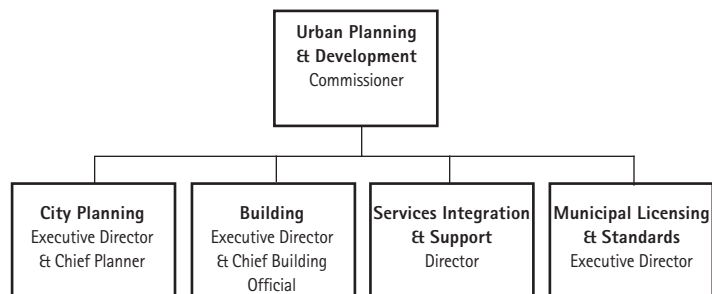 Urban Planning
& Development
Commissioner
City Planning
Executive Director
& Chief Planner
Building
Executive Director
& Chief Building
Official
Services Integration
& Support
Director
Municipal Licensing
& Standards
Executive Director